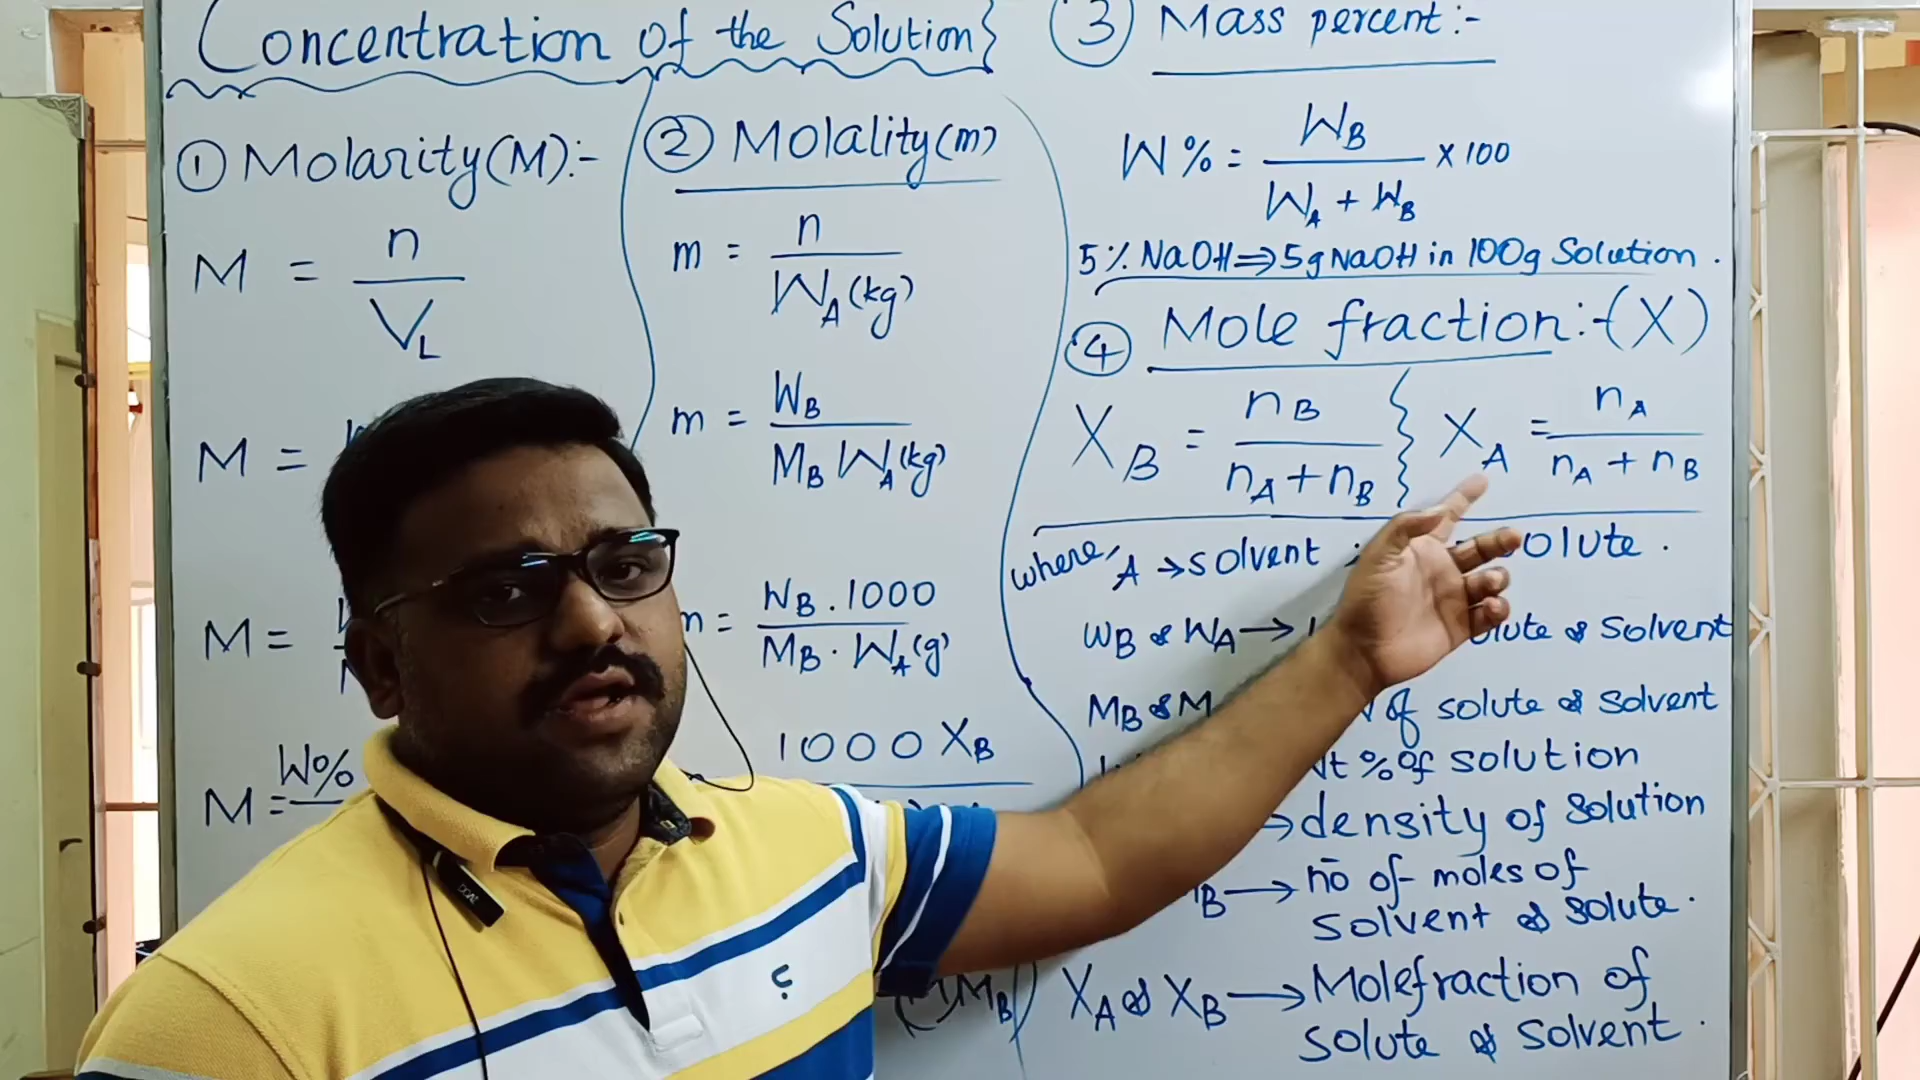 Concentration of the Solution}
① Molarity(M):-
M = n / V_L
M =
M =
M = W%
② Molality(m)
m = n / W_A(kg)
m = W_B / M_B W_A(kg)
m = W_B . 1000 / M_B . W_A(g)
1000 X_B
M_B)
③ Mass percent:-
W% = W_B / W_A + W_B x 100
5% NaOH ⇒ 5g NaOH in 100g Solution.
④ Mole fraction:-(X)
X_B = n_B / n_A + n_B } X_A = n_A / n_A + n_B
where, A → solvent ; olute.
W_B & W_A → olute & Solvent
M_B & M of solute & Solvent
Wt % of Solution
→ density of Solution
B → no of moles of
Solvent & Solute.
X_A & X_B → Molefraction of
Solute & Solvent.